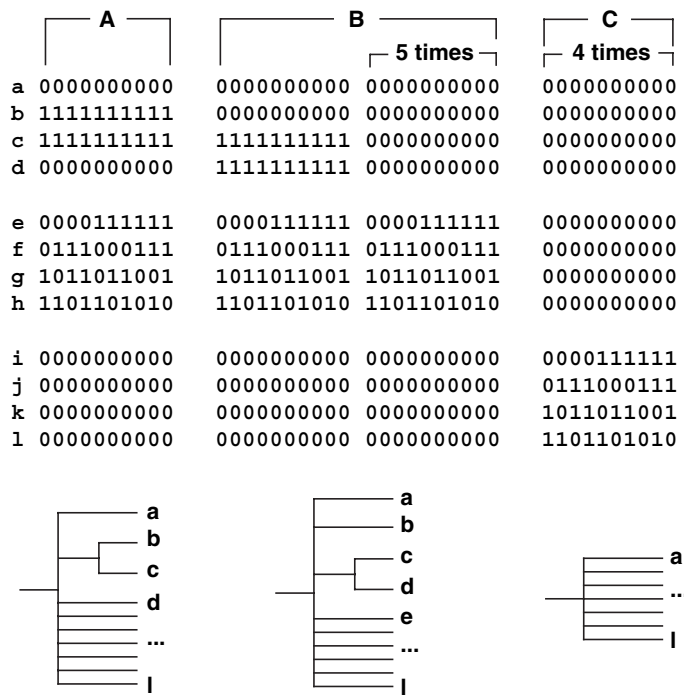 A B C
5 times 4 times
a 0000000000 0000000000 0000000000 0000000000
b 1111111111 0000000000 0000000000 0000000000
c 1111111111 1111111111 0000000000 0000000000
d 0000000000 1111111111 0000000000 0000000000
e 0000111111 0000111111 0000111111 0000000000
f 0111000111 0111000111 0111000111 0000000000
g 1011011001 1011011001 1011011001 0000000000
h 1101101010 1101101010 1101101010 0000000000
i 0000000000 0000000000 0000000000 0000111111
j 0000000000 0000000000 0000000000 0111000111
k 0000000000 0000000000 0000000000 1011011001
l 0000000000 0000000000 0000000000 1101101010
a
b
c
d
...
l
a
b
c
d
e
...
l
a
..
l